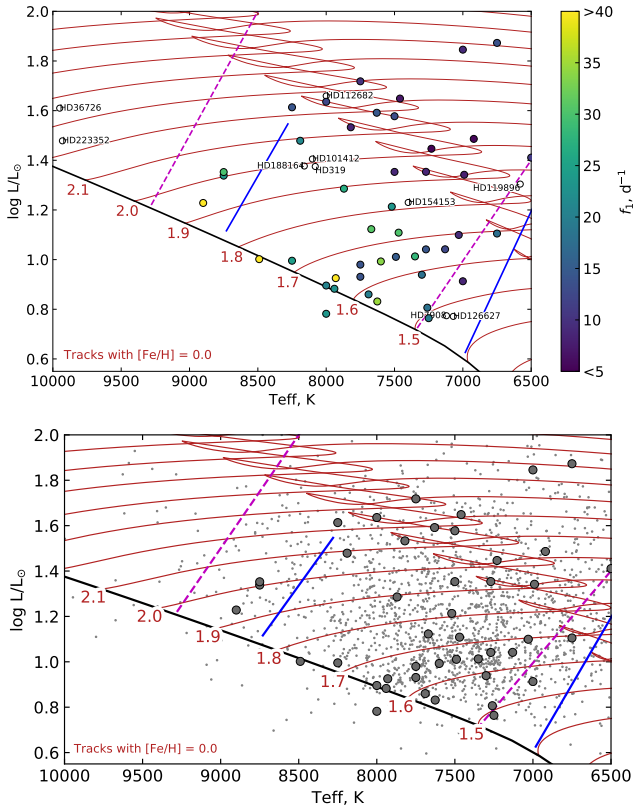 2.0
1.8
1.6
1.4
1.2
1.0
0.8
0.6
log L/L⊙
HD36726
HD223352
HD112682
HD188164
HD101412
HD319
HD154153
HD119896
HD126627
2.1
2.0
1.9
1.8
1.7
1.6
1.5
Tracks with [Fe/H] = 0.0
10000 9500 9000 8500 8000 7500 7000 6500
Teff, K
>40
35
30
25
20
15
10
<5
f1, d⁻¹
2.0
1.8
1.6
1.4
1.2
1.0
0.8
0.6
log L/L⊙
2.1
2.0
1.9
1.8
1.7
1.6
1.5
Tracks with [Fe/H] = 0.0
10000 9500 9000 8500 8000 7500 7000 6500
Teff, K